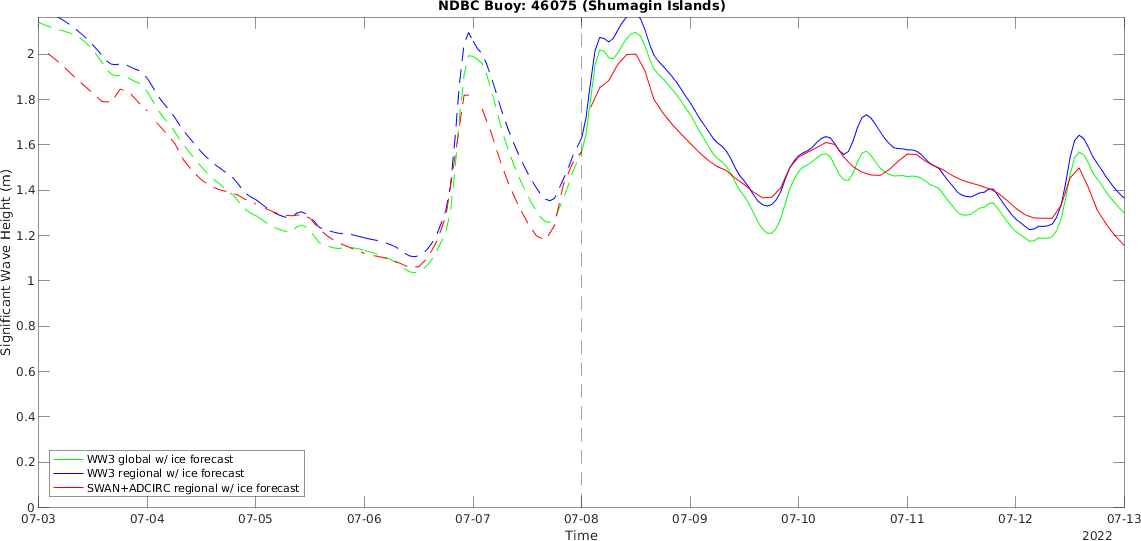 NDBC Buoy: 46075 (Shumagin Islands)
Significant Wave Height (m)
2
1.8
1.6
1.4
1.2
1
0.8
0.6
0.4
0.2
0
WW3 global w/ ice forecast
WW3 regional w/ ice forecast
SWAN+ADCIRC regional w/ ice forecast
07-03 07-04 07-05 07-06 07-07 07-08 07-09 07-10 07-11 07-12 07-13
Time
2022